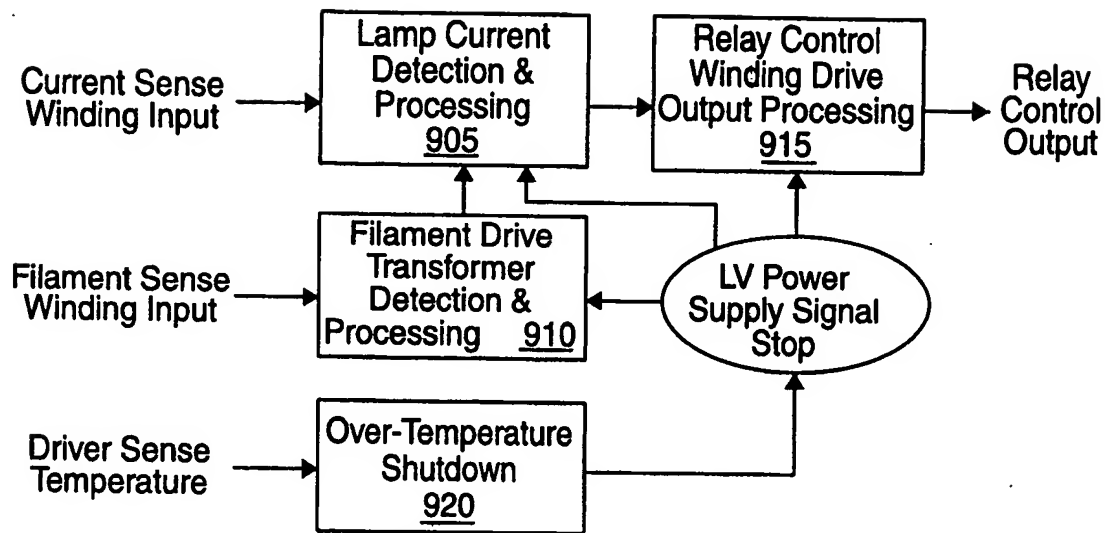 Current Sense
Winding Input
Lamp Current
Detection &
Processing
905
Relay Control
Winding Drive
Output Processing
915
Relay
Control
Output
Filament Sense
Winding Input
Filament Drive
Transformer
Detection &
Processing 910
LV Power
Supply Signal
Stop
Driver Sense
Temperature
Over-Temperature
Shutdown
920